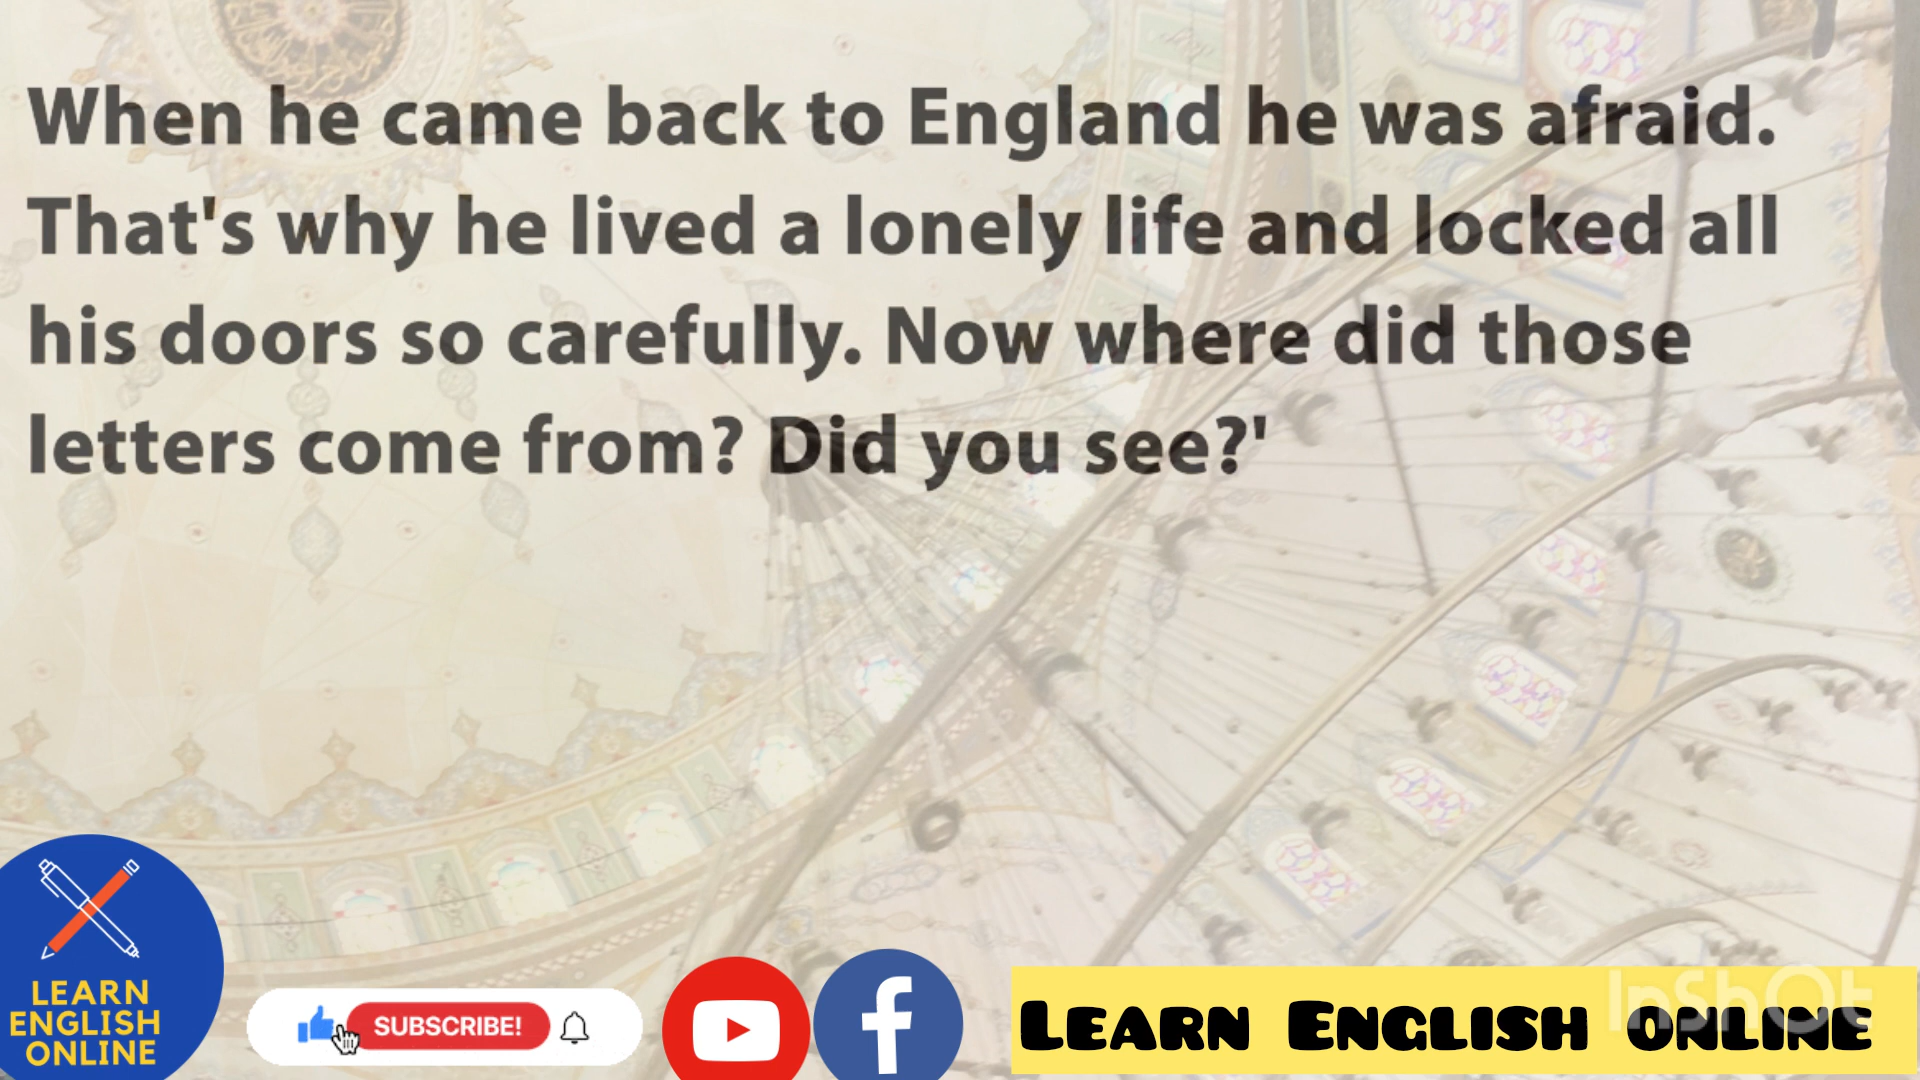 When he came back to England he was afraid.
That's why he lived a lonely life and locked all
his doors so carefully. Now where did those
letters come from? Did you see?'
LEARN
ENGLISH
ONLINE
SUBSCRIBE!
LEARN ENGLISH ONLINE
InShOt